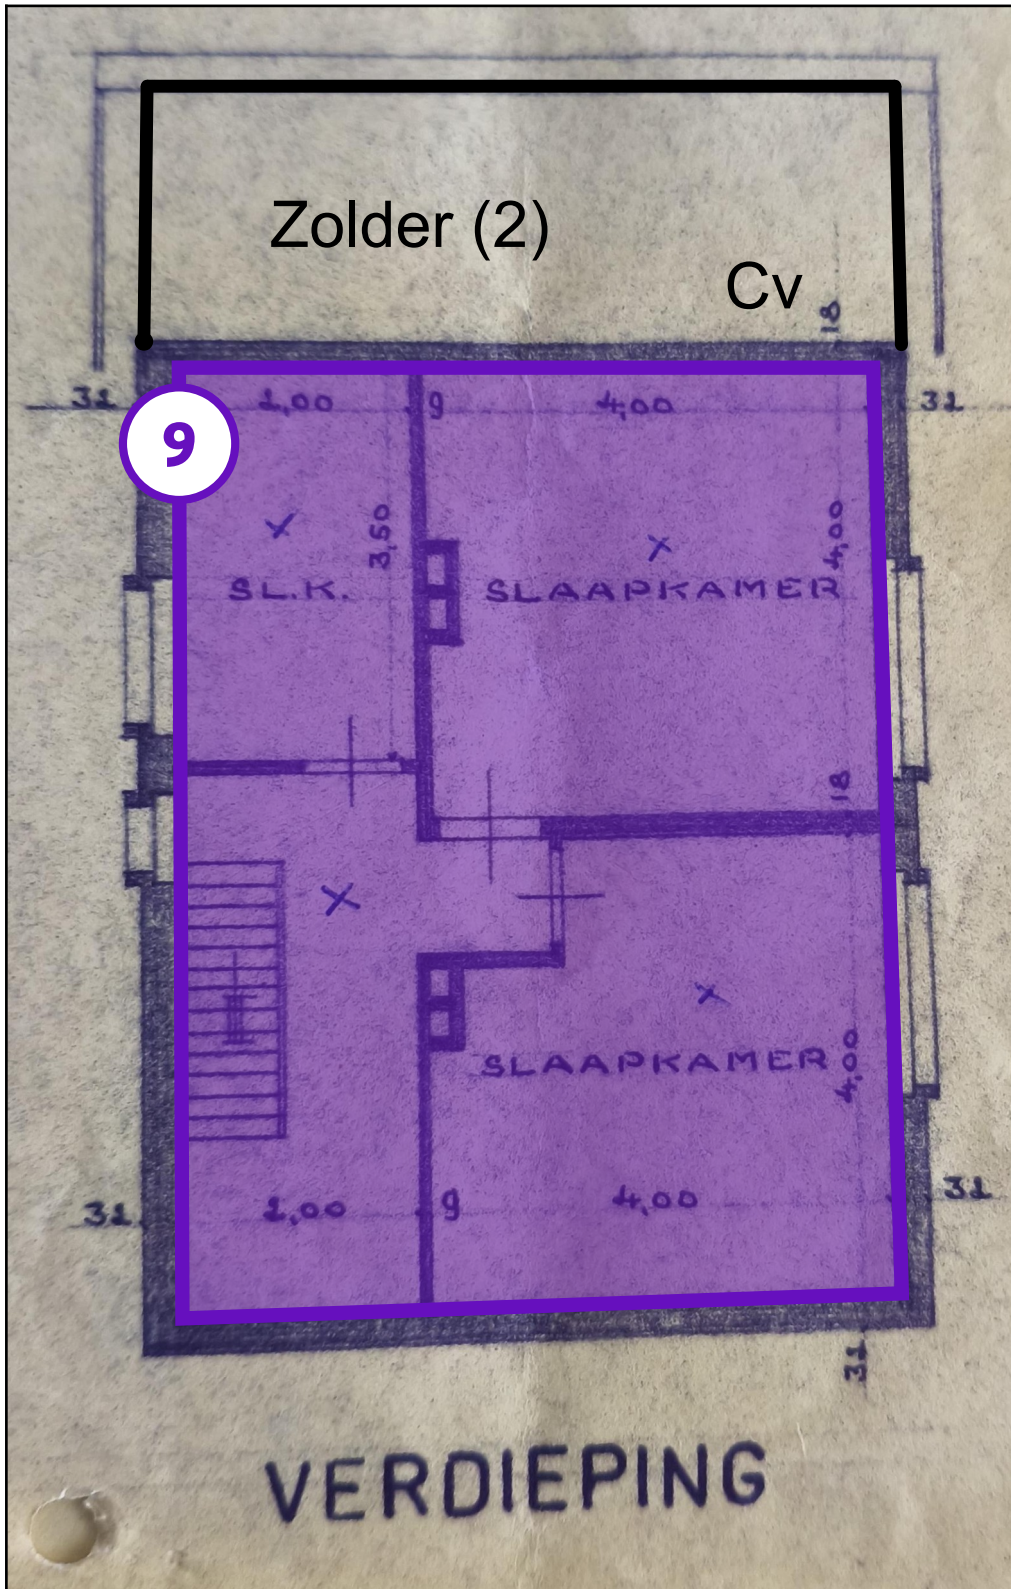 Zolder (2)
Cv
18
31
2,00
9
4,00
31
9
3,50
4,00
SL.K.
SLAAPKAMER
18
SLAAPKAMER
4,00
31
2,00
9
4,00
31
31
VERDIEPING